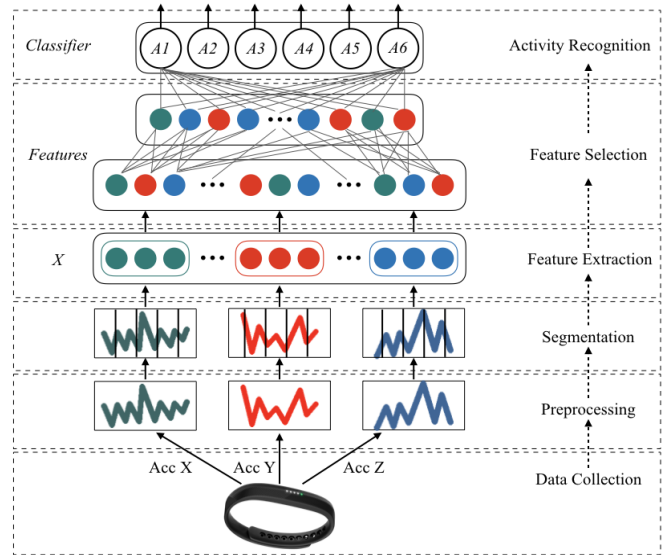 Classifier
A1 A2 A3 A4 A5 A6
Activity Recognition
Features
Feature Selection
X
Feature Extraction
Segmentation
Preprocessing
Acc X Acc Y Acc Z
Data Collection